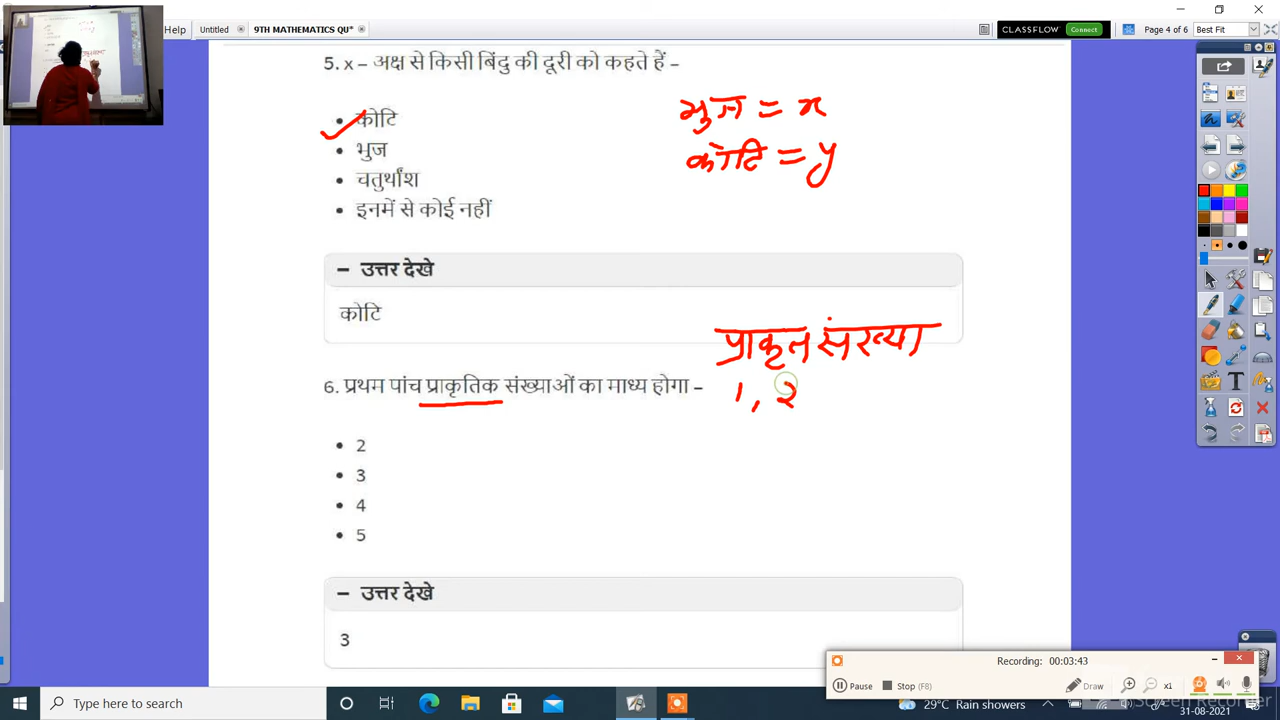 Help
Untitled
9TH MATHEMATICS QU*
CLASSFLOW
Connect
Page 4 of 6
Best Fit
5. x – अक्ष से किसी बिंदु की दूरी को कहते हैं –
कोटि
भुज
चतुर्थांश
इनमें से कोई नहीं
भुज = x
कोटि = y
– उत्तर देखे
कोटि
प्राकृत संख्या
6. प्रथम पांच प्राकृतिक संख्याओं का माध्य होगा –
1, 2
2
3
4
5
– उत्तर देखे
3
Recording: 00:03:43
Pause
Stop (F8)
x1
Draw
Type here to search
29°C Rain showers
31-08-2021
Screen Recorder